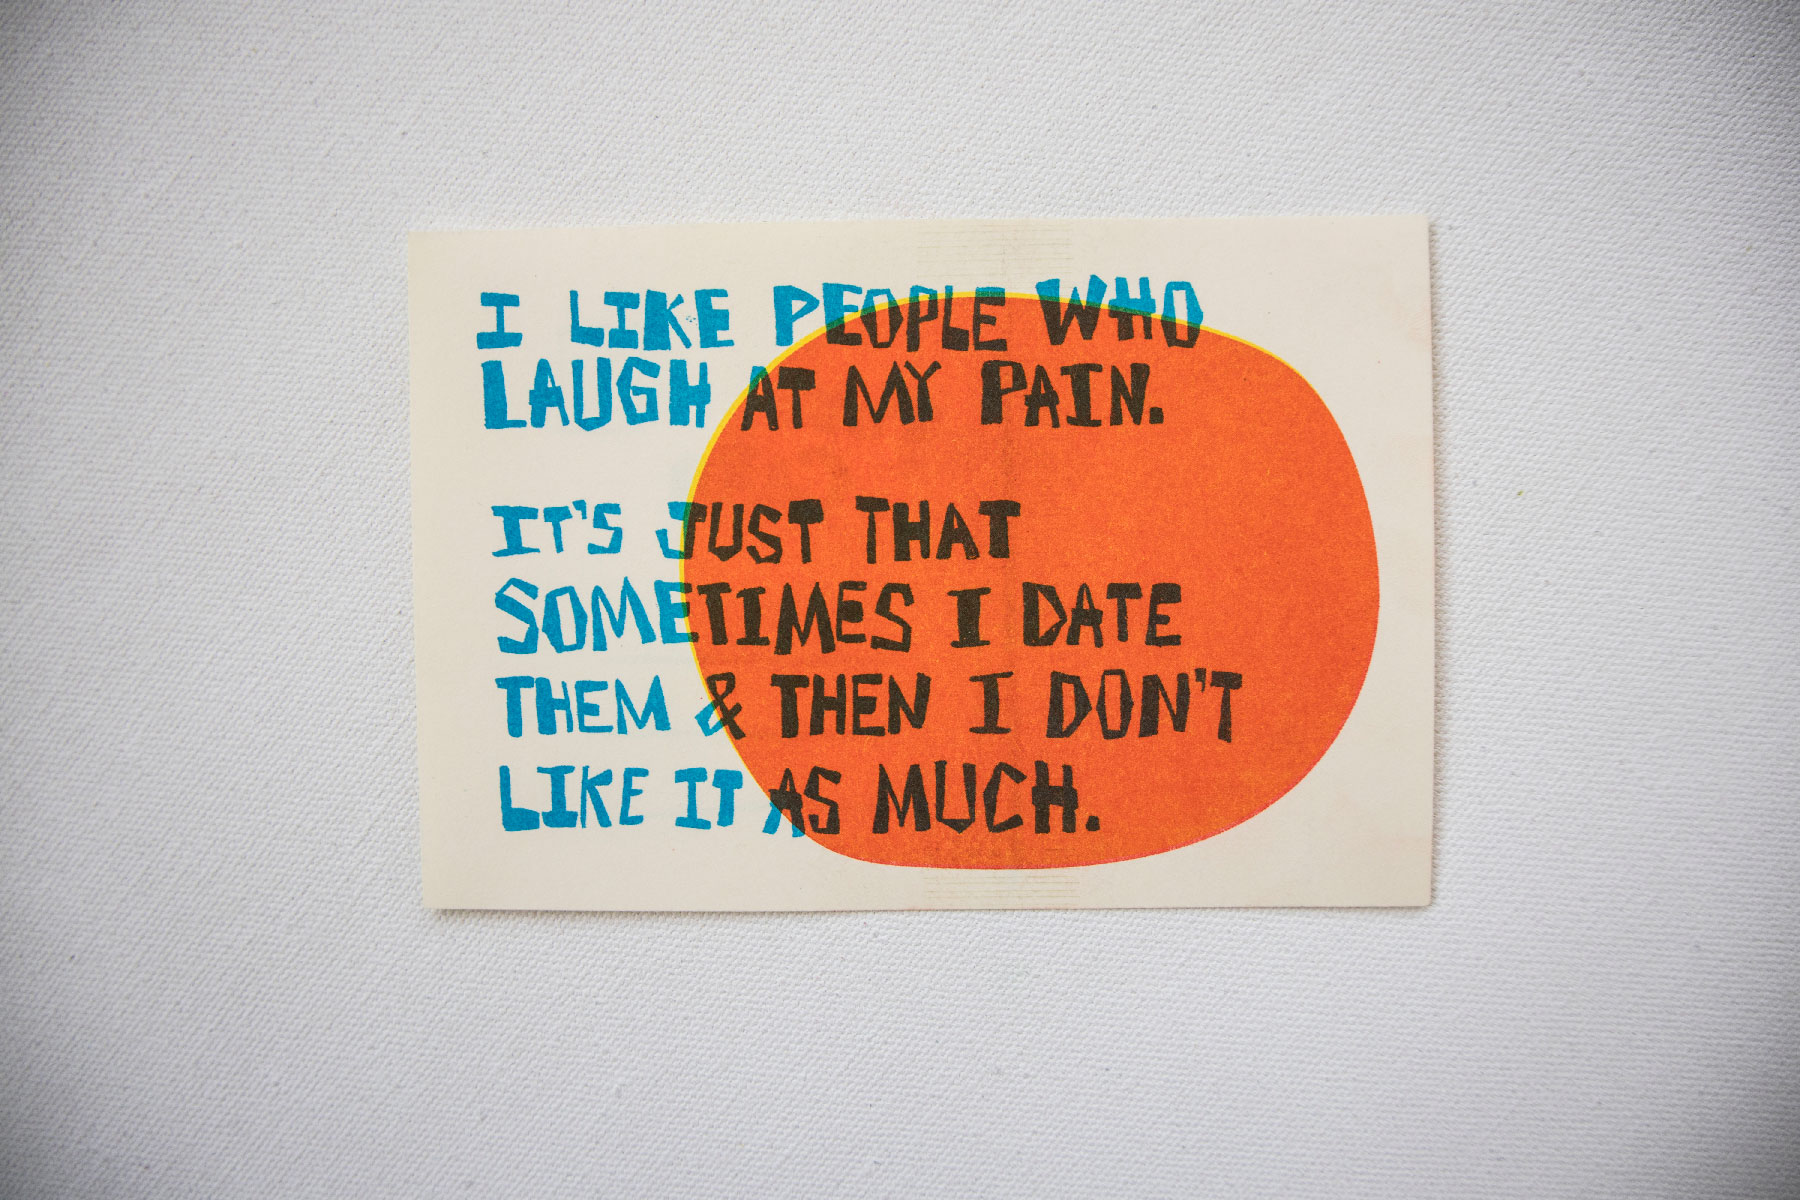 I LIKE PEOPLE WHO
LAUGH AT MY PAIN.
IT'S JUST THAT
SOMETIMES I DATE
THEM & THEN I DON'T
LIKE IT AS MUCH.